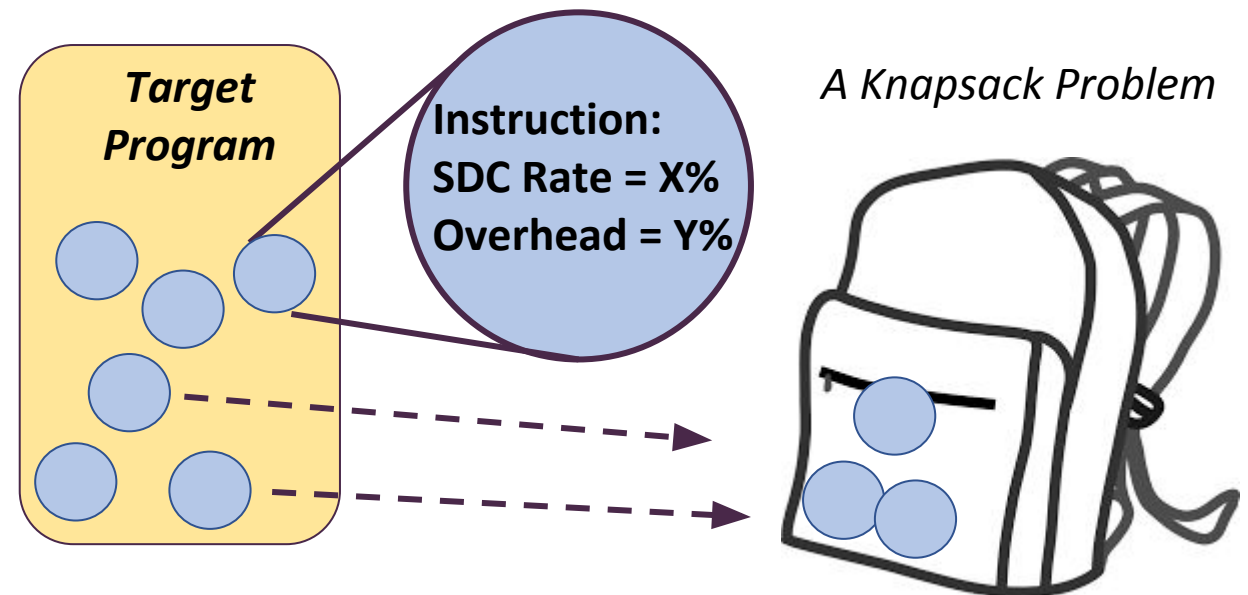 Target
Program
Instruction:
SDC Rate = X%
Overhead = Y%
A Knapsack Problem